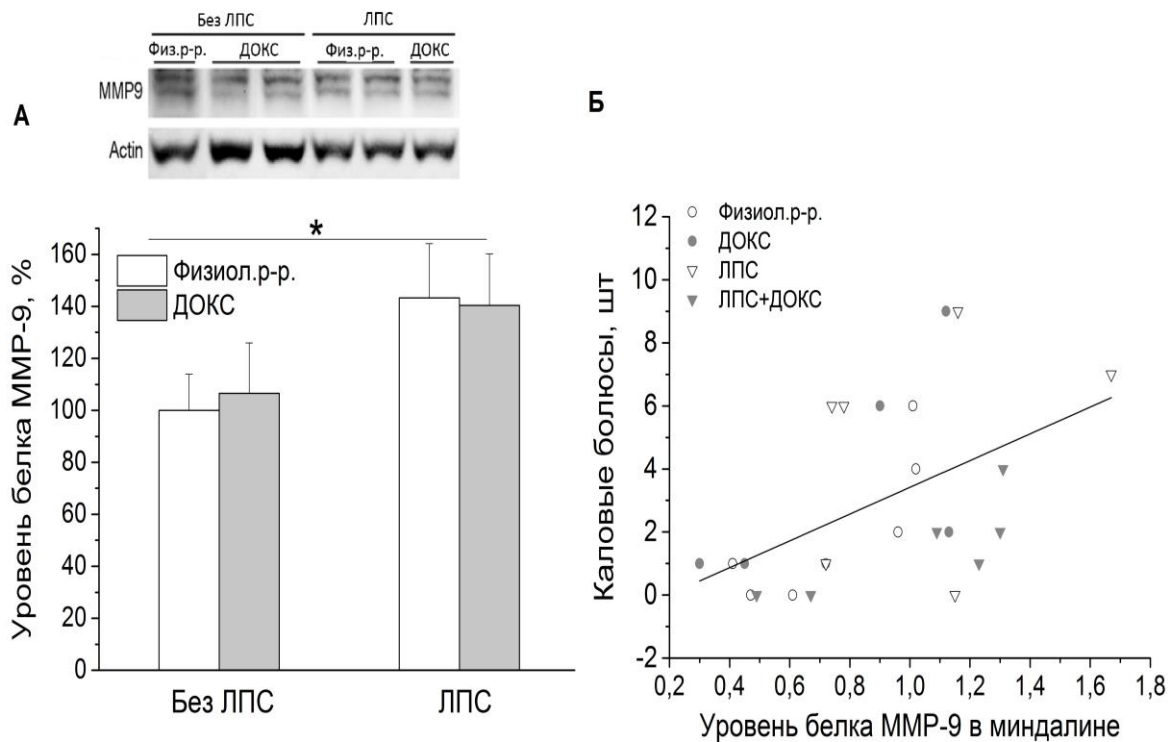 А
Без ЛПС ЛПС
Физ.р-р. ДОКС Физ.р-р. ДОКС
MMP9
Actin
*
Физиол.р-р.
ДОКС
Уровень белка MMP-9, %
160
140
120
100
80
60
40
20
0
Без ЛПС ЛПС
Б
Физиол.р-р.
ДОКС
ЛПС
ЛПС+ДОКС
Каловые болюсы, шт
12
10
8
6
4
2
0
-2
0,2 0,4 0,6 0,8 1,0 1,2 1,4 1,6 1,8
Уровень белка MMP-9 в миндалине